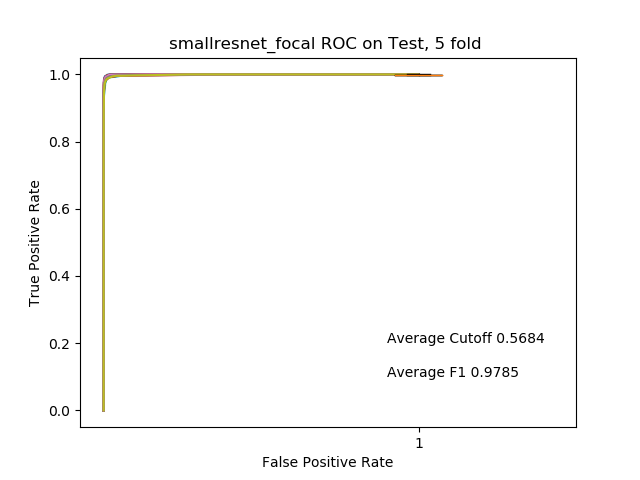 smallresnet_focal ROC on Test, 5 fold
1.0
0.8
0.6
0.4
0.2
0.0
True Positive Rate
Average Cutoff 0.5684
Average F1 0.9785
1
False Positive Rate